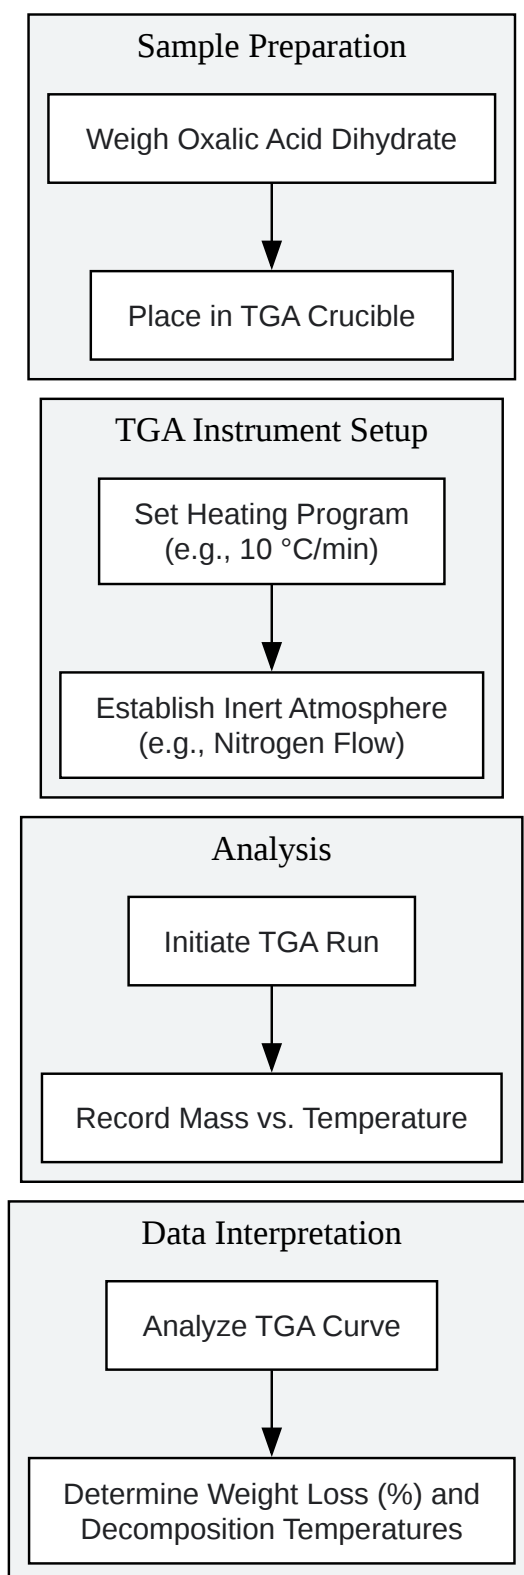 Sample Preparation
Weigh Oxalic Acid Dihydrate
Place in TGA Crucible
TGA Instrument Setup
Set Heating Program
(e.g., 10 °C/min)
Establish Inert Atmosphere
(e.g., Nitrogen Flow)
Analysis
Initiate TGA Run
Record Mass vs. Temperature
Data Interpretation
Analyze TGA Curve
Determine Weight Loss (%) and
Decomposition Temperatures